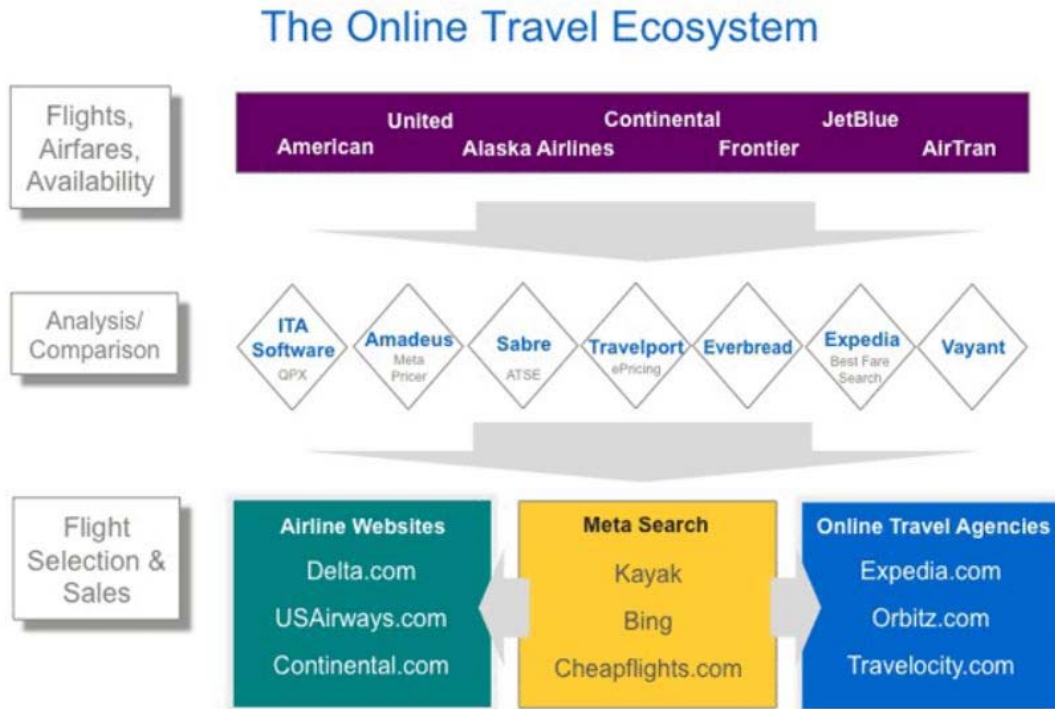 The Online Travel Ecosystem
Flights,
Airfares,
Availability
United Continental JetBlue
American Alaska Airlines Frontier AirTran
Analysis/
Comparison
ITA
Software
QPX
Amadeus
Meta
Pricer
Sabre
ATSE
Travelport
ePricing
Everbread
Expedia
Best Fare
Search
Vayant
Flight
Selection &
Sales
Airline Websites
Delta.com
USAirways.com
Continental.com
Meta Search
Kayak
Bing
Cheapflights.com
Online Travel Agencies
Expedia.com
Orbitz.com
Travelocity.com